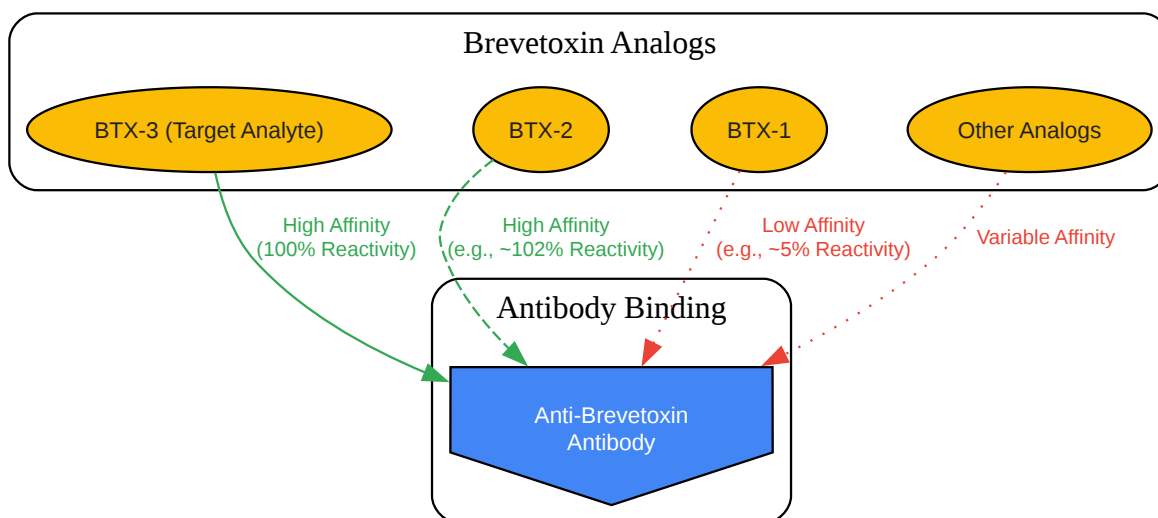 Brevetoxin Analogs
BTX-3 (Target Analyte)
BTX-2
BTX-1
Other Analogs
High Affinity
(100% Reactivity)
High Affinity
(e.g., ~102% Reactivity)
Low Affinity
(e.g., ~5% Reactivity)
Variable Affinity
Antibody Binding
Anti-Brevetoxin
Antibody